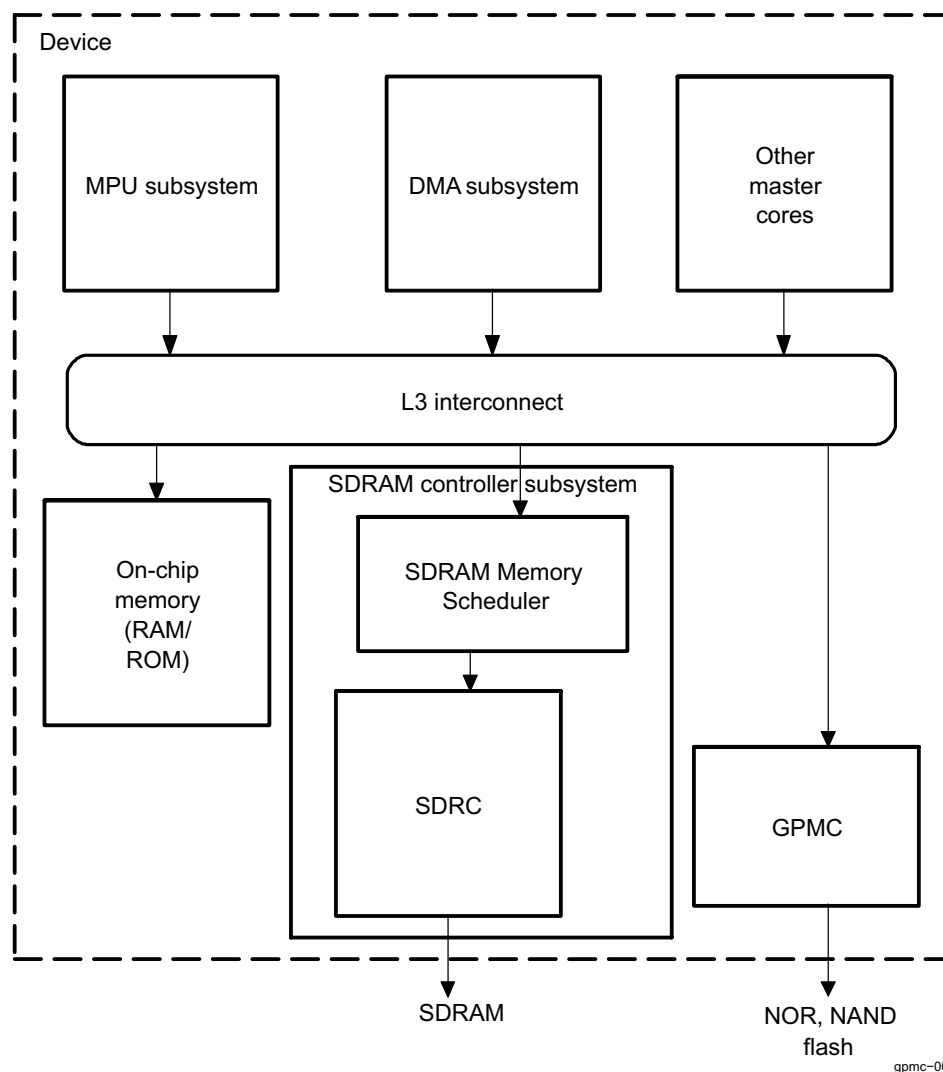 Device
MPU subsystem
DMA subsystem
Other
master
cores
L3 interconnect
On-chip
memory
(RAM/
ROM)
SDRAM controller subsystem
SDRAM Memory
Scheduler
SDRC
GPMC
SDRAM
NOR, NAND
flash